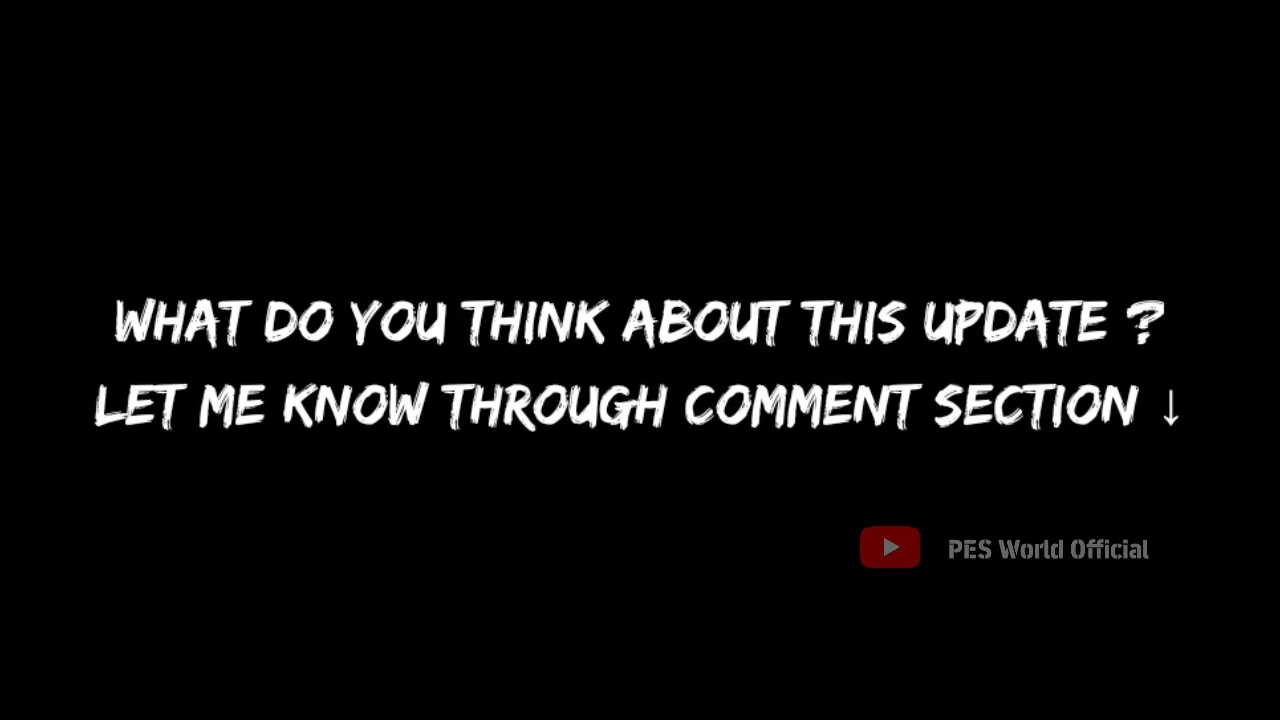 WHAT DO YOU THINK ABOUT THIS UPDATE ?
LET ME KNOW THROUGH COMMENT SECTION ↓
PES World Official